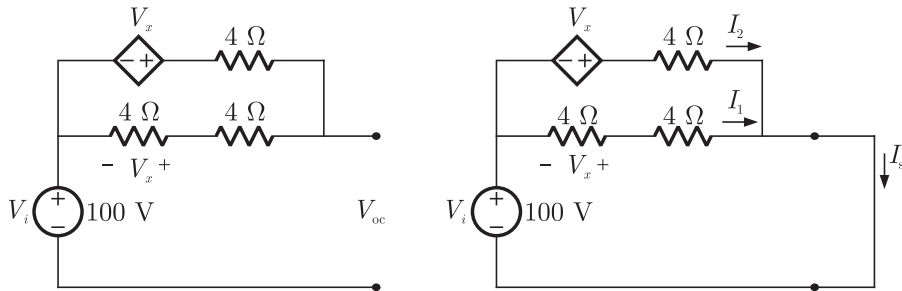 V_x
4 Ω
4 Ω 4 Ω
- V_x +
V_i 100 V
V_oc
V_x
4 Ω
I_2
4 Ω 4 Ω
I_1
- V_x +
V_i 100 V
I_s